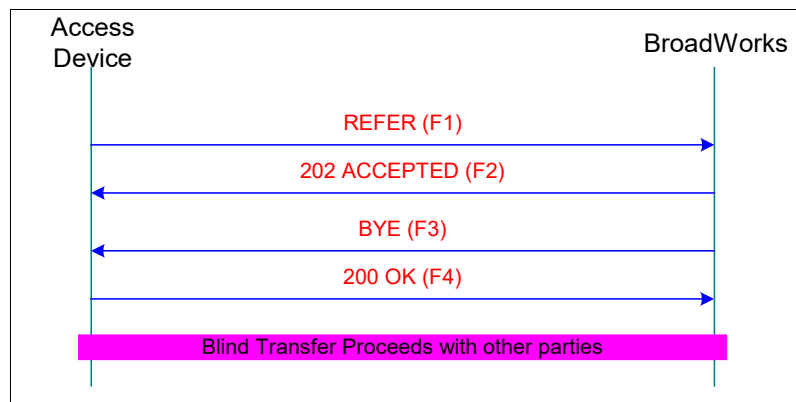 Access
Device
BroadWorks
REFER (F1)
202 ACCEPTED (F2)
BYE (F3)
200 OK (F4)
Blind Transfer Proceeds with other parties